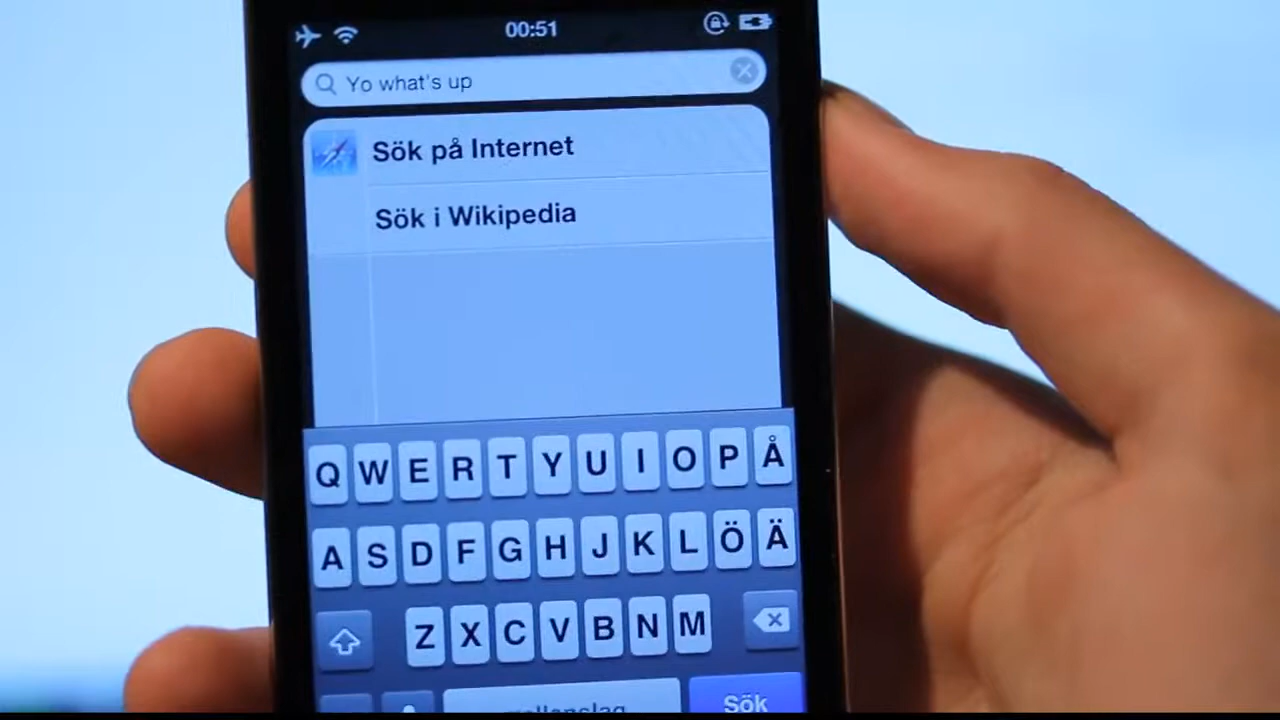 00:51
Yo what's up
Sök på Internet
Sök i Wikipedia
Q W E R T Y U I O P Å
A S D F G H J K L Ö Ä
Z X C V B N M
Sök